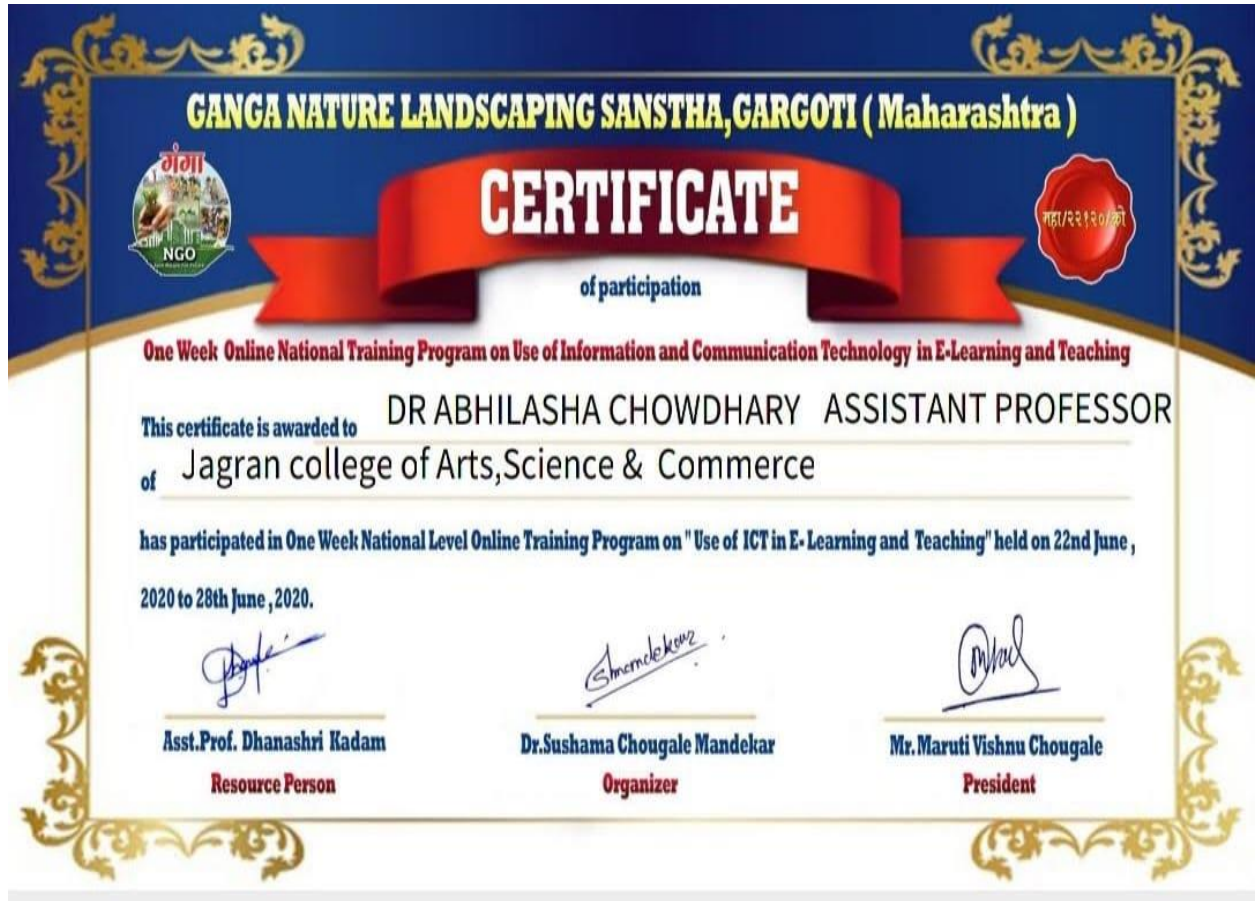 GANGA NATURE LANDSCAPING SANSTHA,GARGOTI ( Maharashtra )
गंगा
NGO
CERTIFICATE
महा/२२१२०/को
of participation
One Week Online National Training Program on Use of Information and Communication Technology in E-Learning and Teaching
This certificate is awarded to DR ABHILASHA CHOWDHARY ASSISTANT PROFESSOR
of Jagran college of Arts,Science & Commerce
has participated in One Week National Level Online Training Program on " Use of ICT in E- Learning and Teaching" held on 22nd June ,
2020 to 28th June ,2020.
Asst.Prof. Dhanashri Kadam
Resource Person
Smandekar
Dr.Sushama Chougale Mandekar
Organizer
Mr. Maruti Vishnu Chougale
President